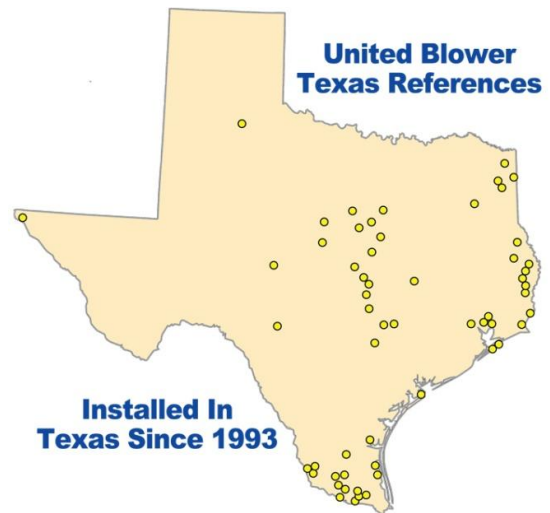 United Blower
Texas References
Installed In
Texas Since 1993